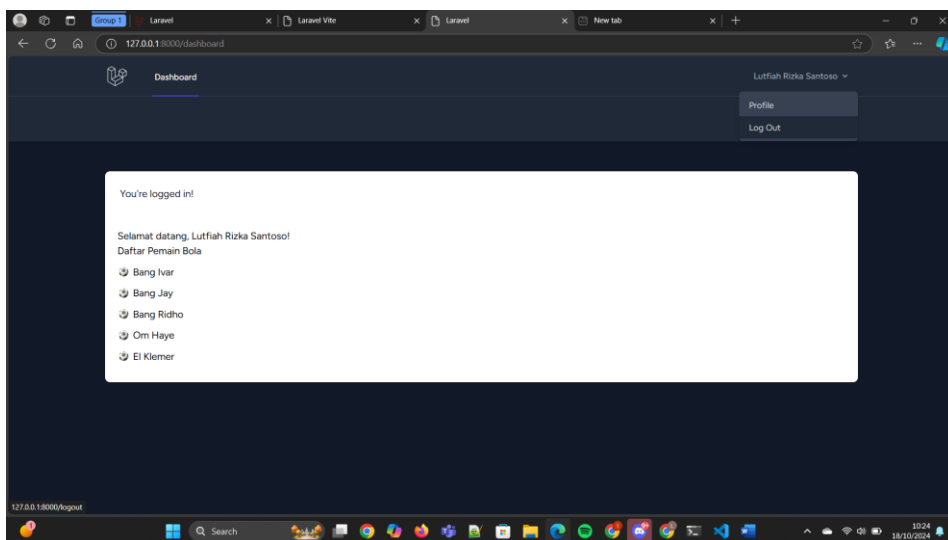 Group 1
Laravel
Laravel Vite
Laravel
New tab
127.0.0.1:8000/dashboard
Dashboard
Lutfiah Rizka Santoso
Profile
Log Out
You're logged in!
Selamat datang, Lutfiah Rizka Santoso!
Daftar Pemain Bola
Bang Ivar
Bang Jay
Bang Ridho
Om Haye
El Klemer
127.0.0.1:8000/logout
1
Search
10:24
18/10/2024